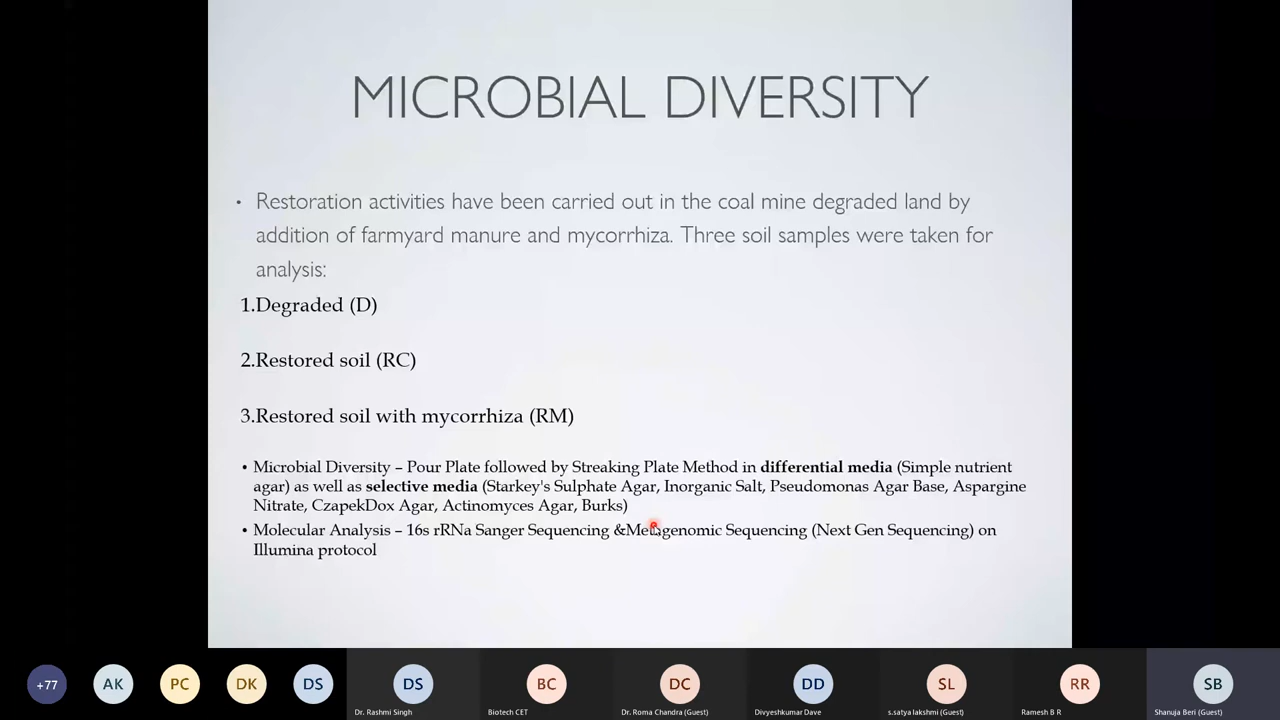 MICROBIAL DIVERSITY
• Restoration activities have been carried out in the coal mine degraded land by
addition of farmyard manure and mycorrhiza. Three soil samples were taken for
analysis:
1.Degraded (D)
2.Restored soil (RC)
3.Restored soil with mycorrhiza (RM)
• Microbial Diversity – Pour Plate followed by Streaking Plate Method in differential media (Simple nutrient
agar) as well as selective media (Starkey's Sulphate Agar, Inorganic Salt, Pseudomonas Agar Base, Aspargine
Nitrate, CzapekDox Agar, Actinomyces Agar, Burks)
• Molecular Analysis – 16s rRNa Sanger Sequencing &Metagenomic Sequencing (Next Gen Sequencing) on
Illumina protocol
+77 AK PC DK DS DS BC DC DD SL RR SB
Dr. Rashmi Singh Biotech CET Dr. Roma Chandra (Guest) Divyeshkumar Dave s.satya lakshmi (Guest) Ramesh B R Shanuja Beri (Guest)